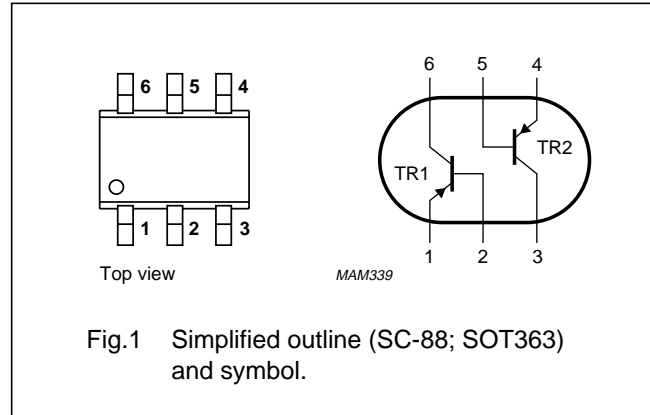 6 5 4
1 2 3
Top view
6 5 4
TR1
TR2
1 2 3
MAM339
Fig.1 Simplified outline (SC-88; SOT363)
and symbol.